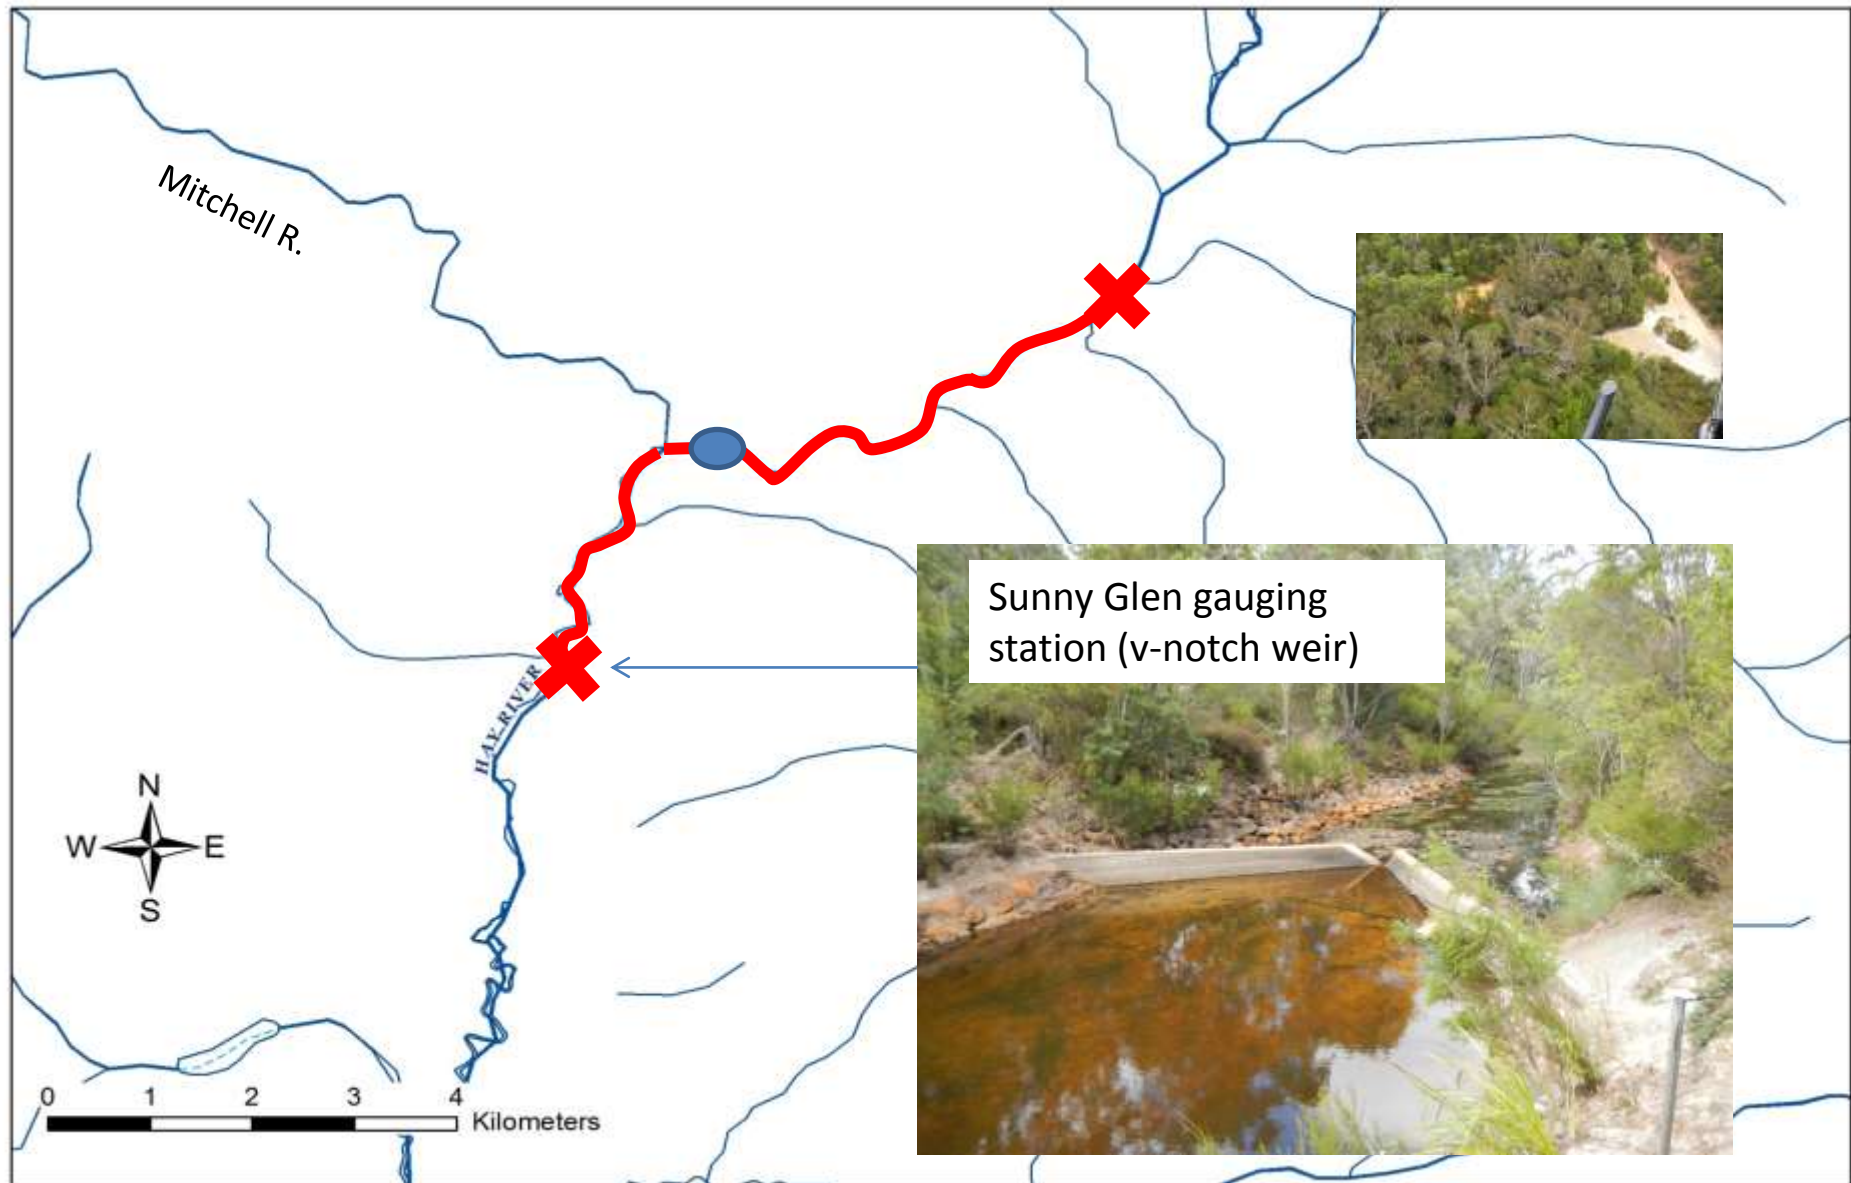 Mitchell R.
Sunny Glen gauging
station (v-notch weir)
HAY RIVER
N
W E
S
0 1 2 3 4
Kilometers